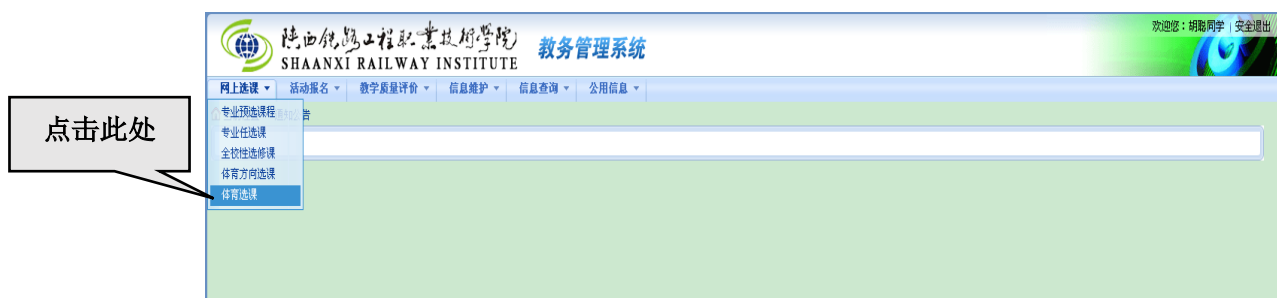 陕西铁路工程职业技术学院
SHAANXI RAILWAY INSTITUTE
教务管理系统
欢迎您：胡聪同学 | 安全退出
网上选课 活动报名 教学质量评价 信息维护 信息查询 公用信息
专业预选课程
告
专业任选课
全校性选修课
体育方向选课
体育选课
点击此处